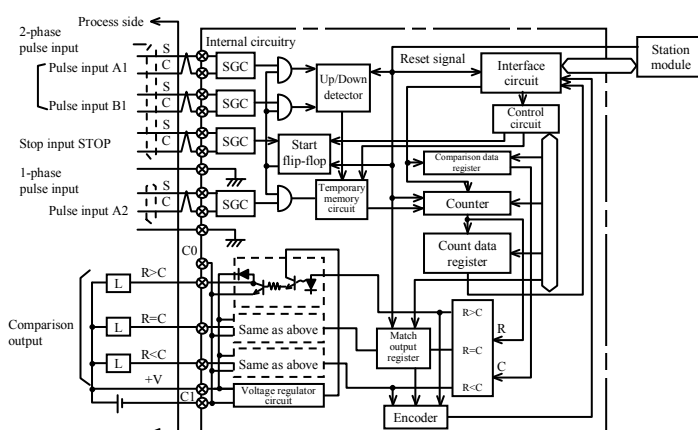 Process side
2-phase
pulse input
Internal circuitry
S
C
Pulse input A1
SGC
Up/Down
detector
Reset signal
Interface
circuit
Station
module
S
C
Pulse input B1
SGC
Control
circuit
S
C
Stop input STOP
SGC
Start
flip-flop
Comparison data
register
1-phase
pulse input
S
C
Pulse input A2
SGC
Temporary
memory
circuit
Counter
Count data
register
C0
R>C
L
Comparison
output
R=C
L
Same as above
Match
output
register
R>C
R=C
R<C
R
C
R<C
L
Same as above
+V
C1
Voltage regulator
circuit
Encoder